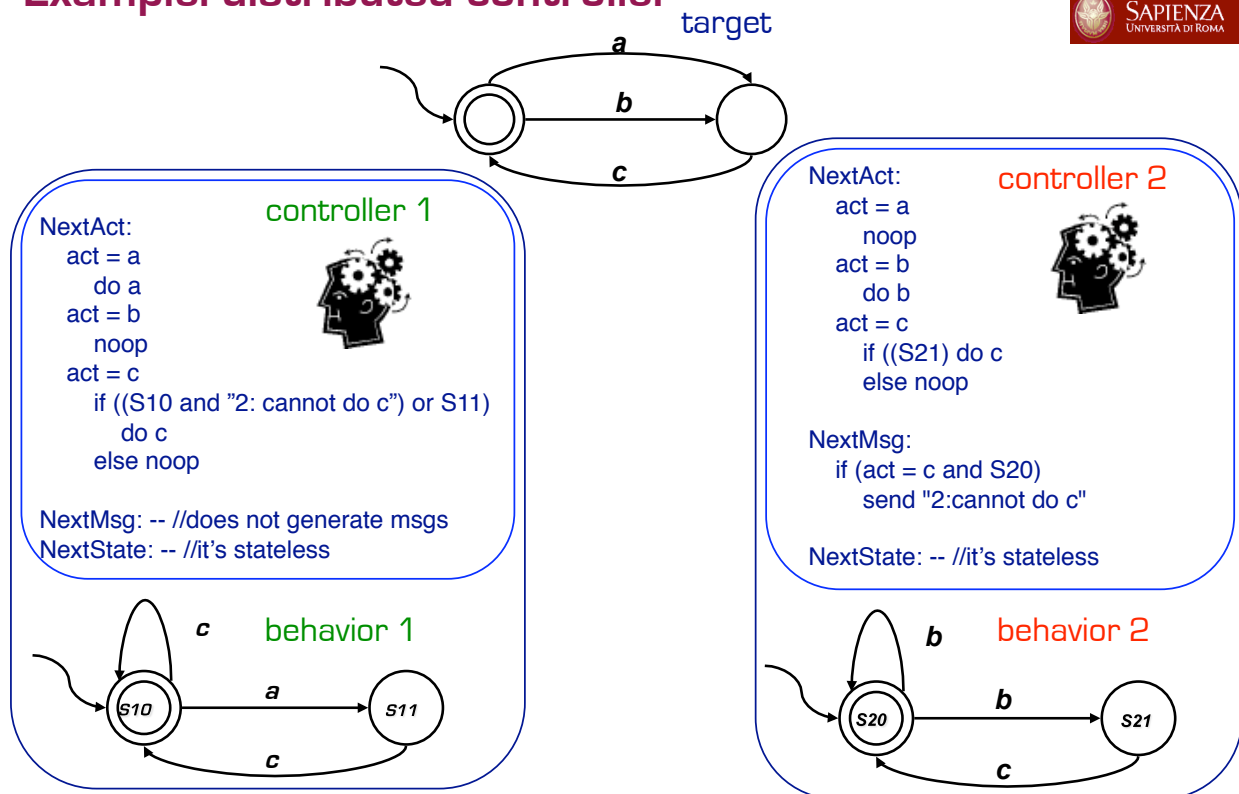 Example: distributed controller
SAPIENZA
UNIVERSITÀ DI ROMA
target
a
b
c
controller 1
NextAct:
act = a
do a
act = b
noop
act = c
if ((S10 and ”2: cannot do c”) or S11)
do c
else noop
NextMsg: -- //does not generate msgs
NextState: -- //it’s stateless
c
behavior 1
a
S10
S11
c
controller 2
NextAct:
act = a
noop
act = b
do b
act = c
if ((S21) do c
else noop
NextMsg:
if (act = c and S20)
send "2:cannot do c"
NextState: -- //it’s stateless
b
behavior 2
b
S20
S21
c